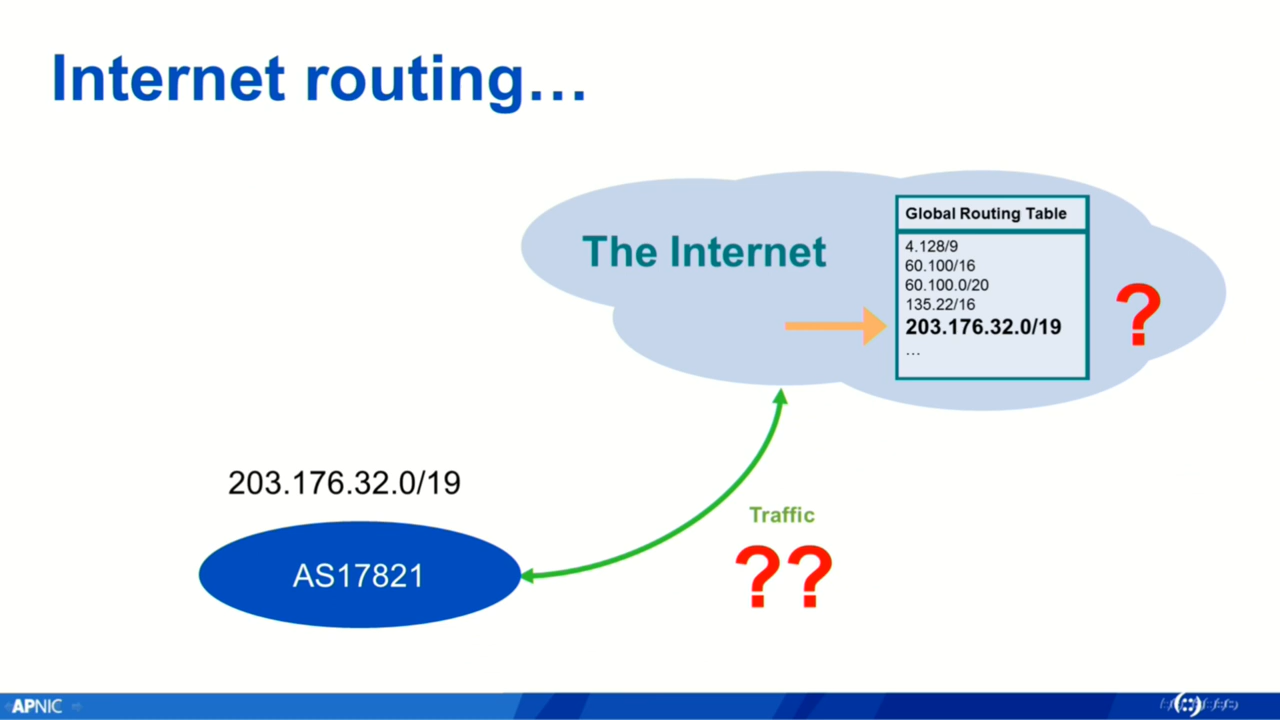 Internet routing…
Global Routing Table
The Internet
4.128/9
60.100/16
60.100.0/20
135.22/16
203.176.32.0/19
…
?
203.176.32.0/19
Traffic
??
AS17821
APNIC